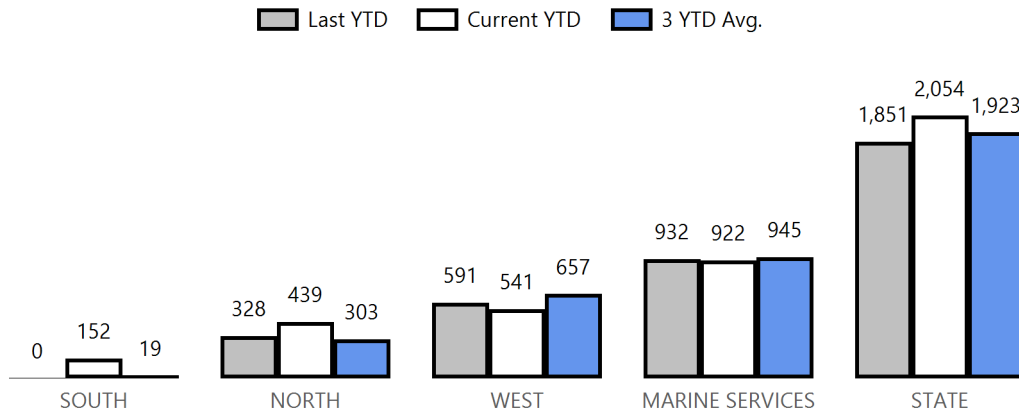 Last YTD Current YTD 3 YTD Avg.
0 152 19
328 439 303
591 541 657
932 922 945
1,851 2,054 1,923
SOUTH NORTH WEST MARINE SERVICES STATE